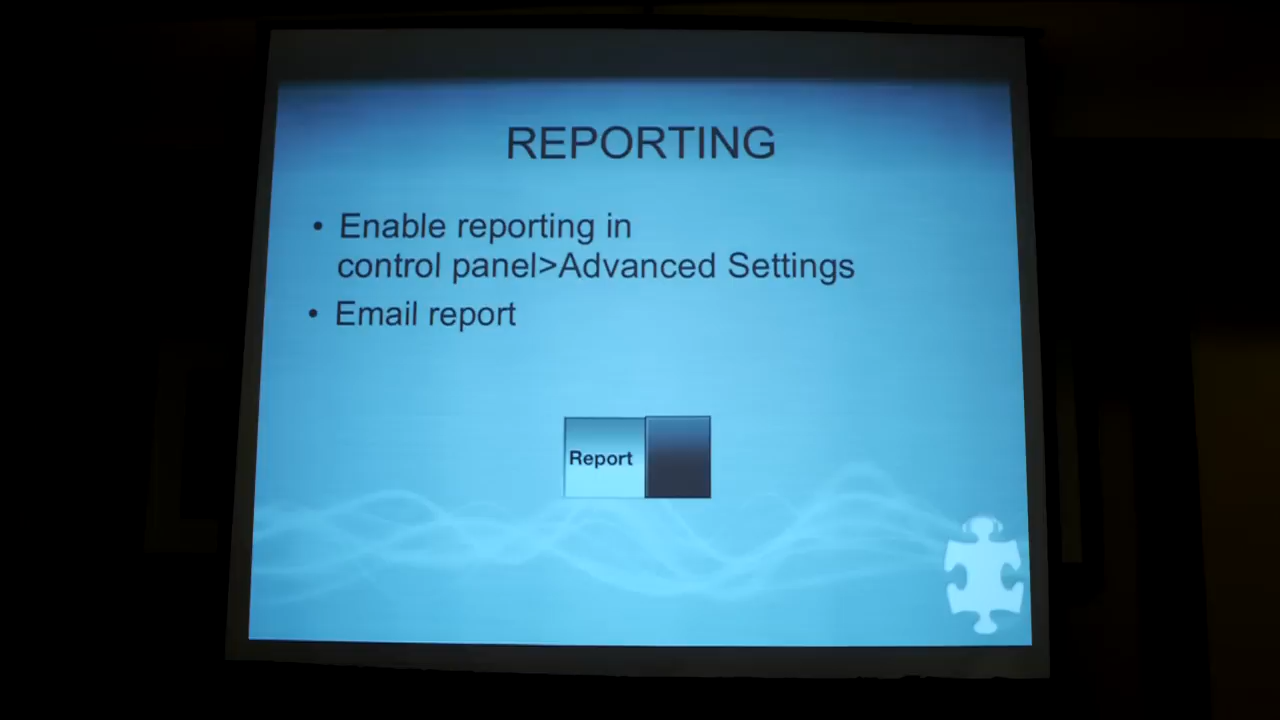 REPORTING
• Enable reporting in
control panel>Advanced Settings
• Email report
Report